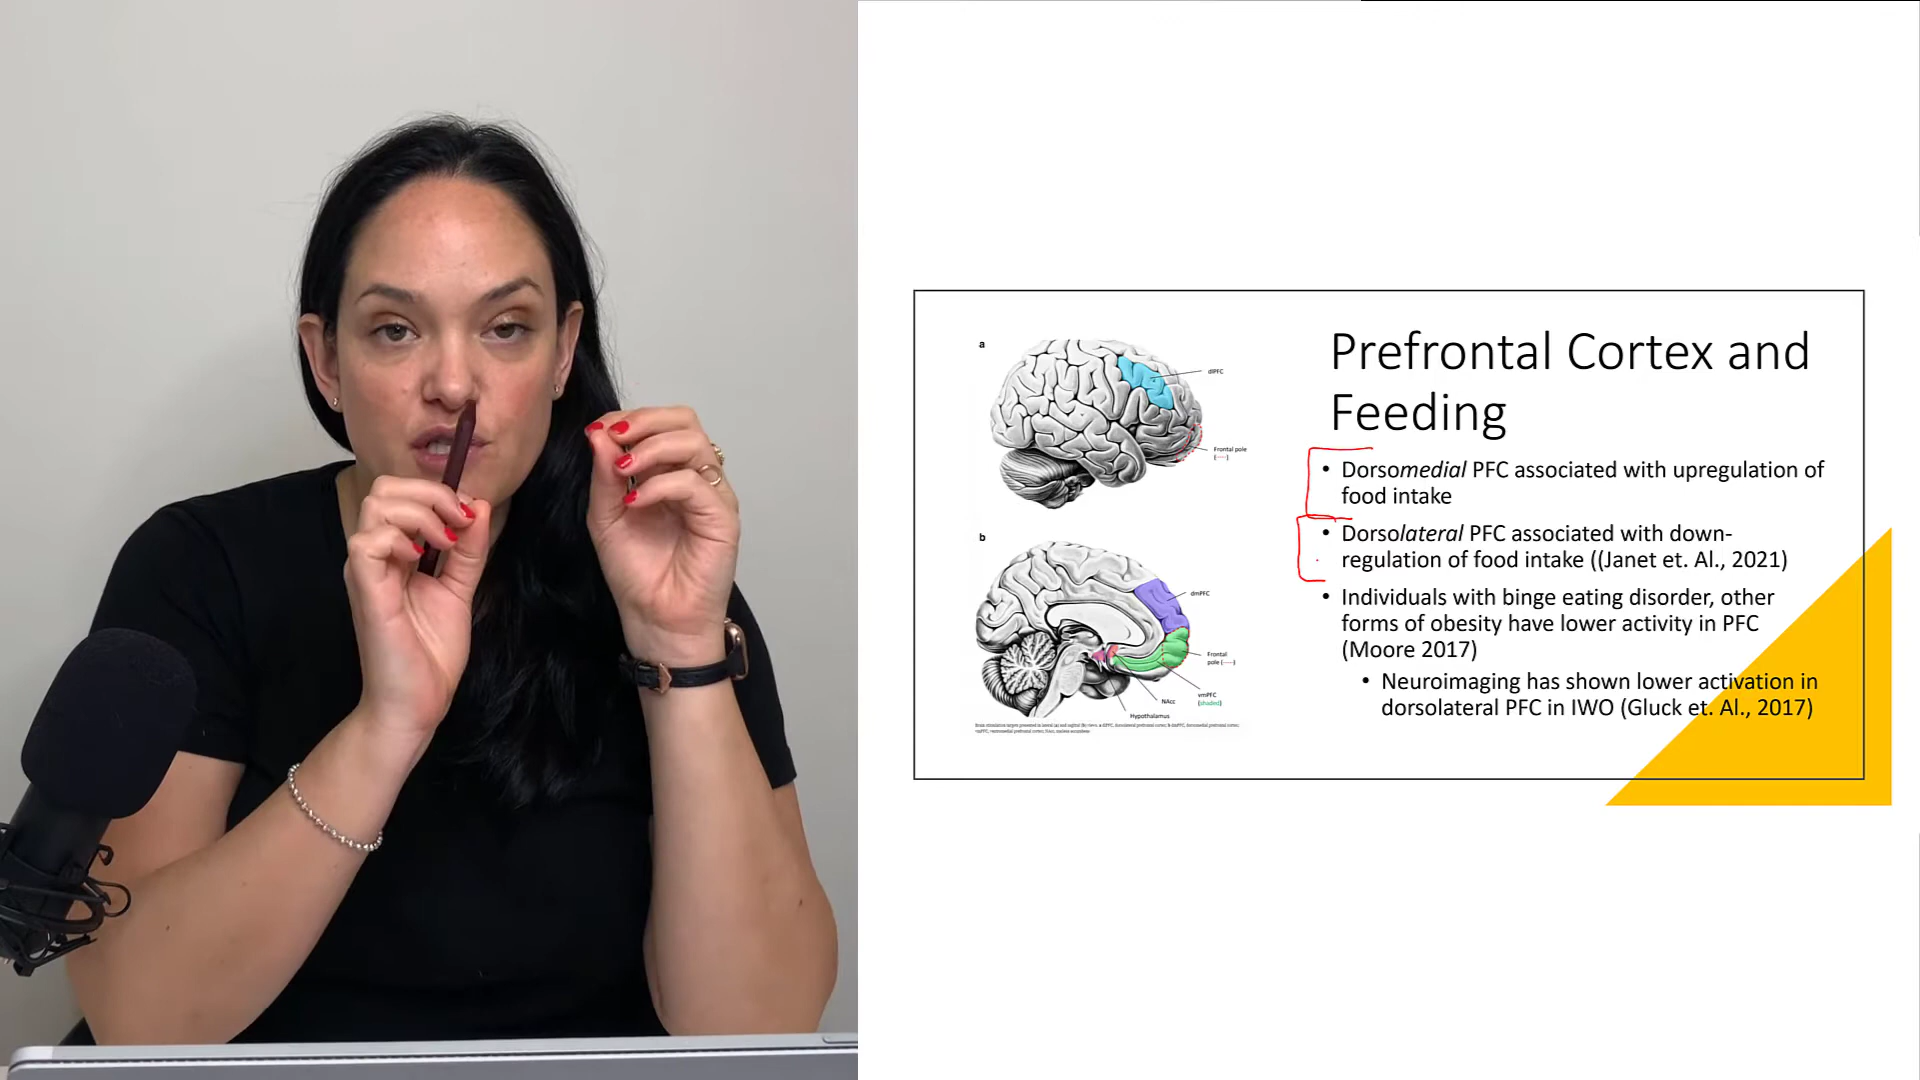 Prefrontal Cortex and
Feeding
• Dorsomedial PFC associated with upregulation of
food intake
• Dorsolateral PFC associated with down-
regulation of food intake ((Janet et. Al., 2021)
• Individuals with binge eating disorder, other
forms of obesity have lower activity in PFC
(Moore 2017)
• Neuroimaging has shown lower activation in
dorsolateral PFC in IWO (Gluck et. Al., 2017)
a
dlPFC
Frontal pole
(-----)
b
dmPFC
Frontal
pole (-----)
vmPFC
(shaded)
NAcc
Hypothalamus